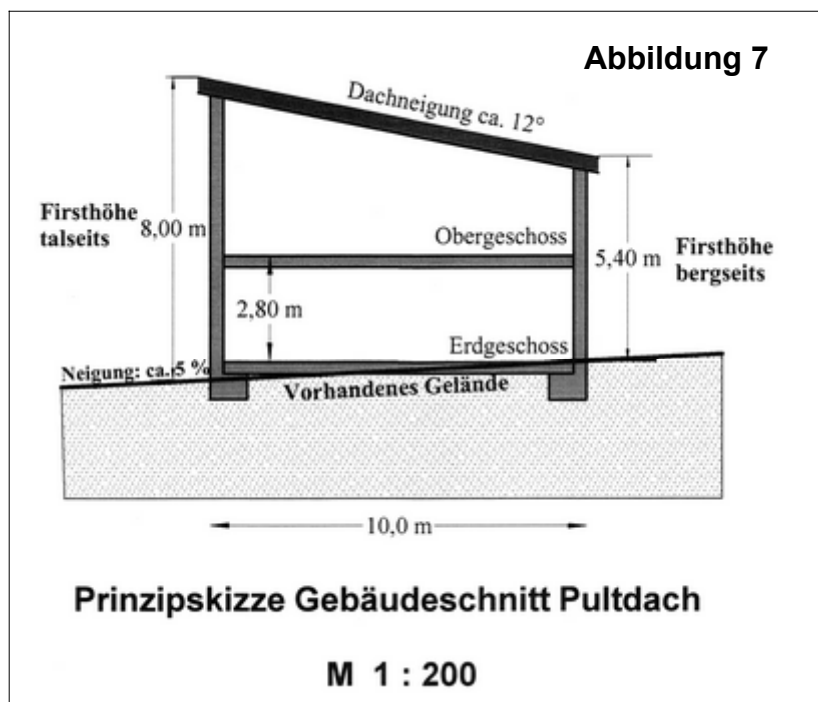 Abbildung 7
Dachneigung ca. 12°
Firsthöhe
talseits
8,00 m
Obergeschoss
5,40 m
Firsthöhe
bergseits
2,80 m
Erdgeschoss
Neigung: ca. 5 %
Vorhandenes Gelände
10,0 m
Prinzipskizze Gebäudeschnitt Pultdach
M 1 : 200